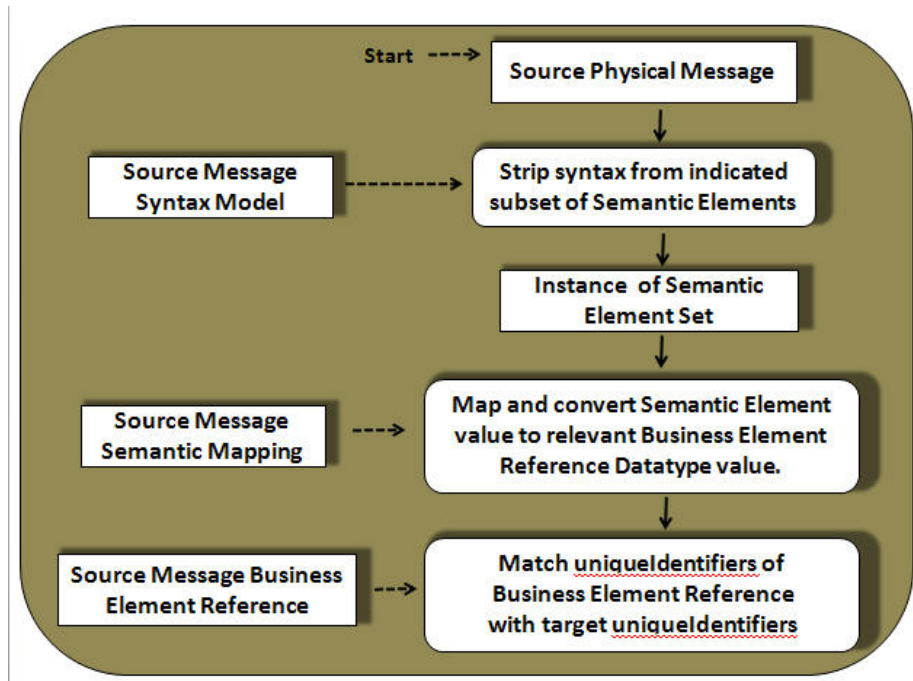 Start
Source Physical Message
Source Message
Syntax Model
Strip syntax from indicated
subset of Semantic Elements
Instance of Semantic
Element Set
Source Message
Semantic Mapping
Map and convert Semantic Element
value to relevant Business Element
Reference Datatype value.
Source Message Business
Element Reference
Match uniqueIdentifiers of
Business Element Reference
with target uniqueIdentifiers